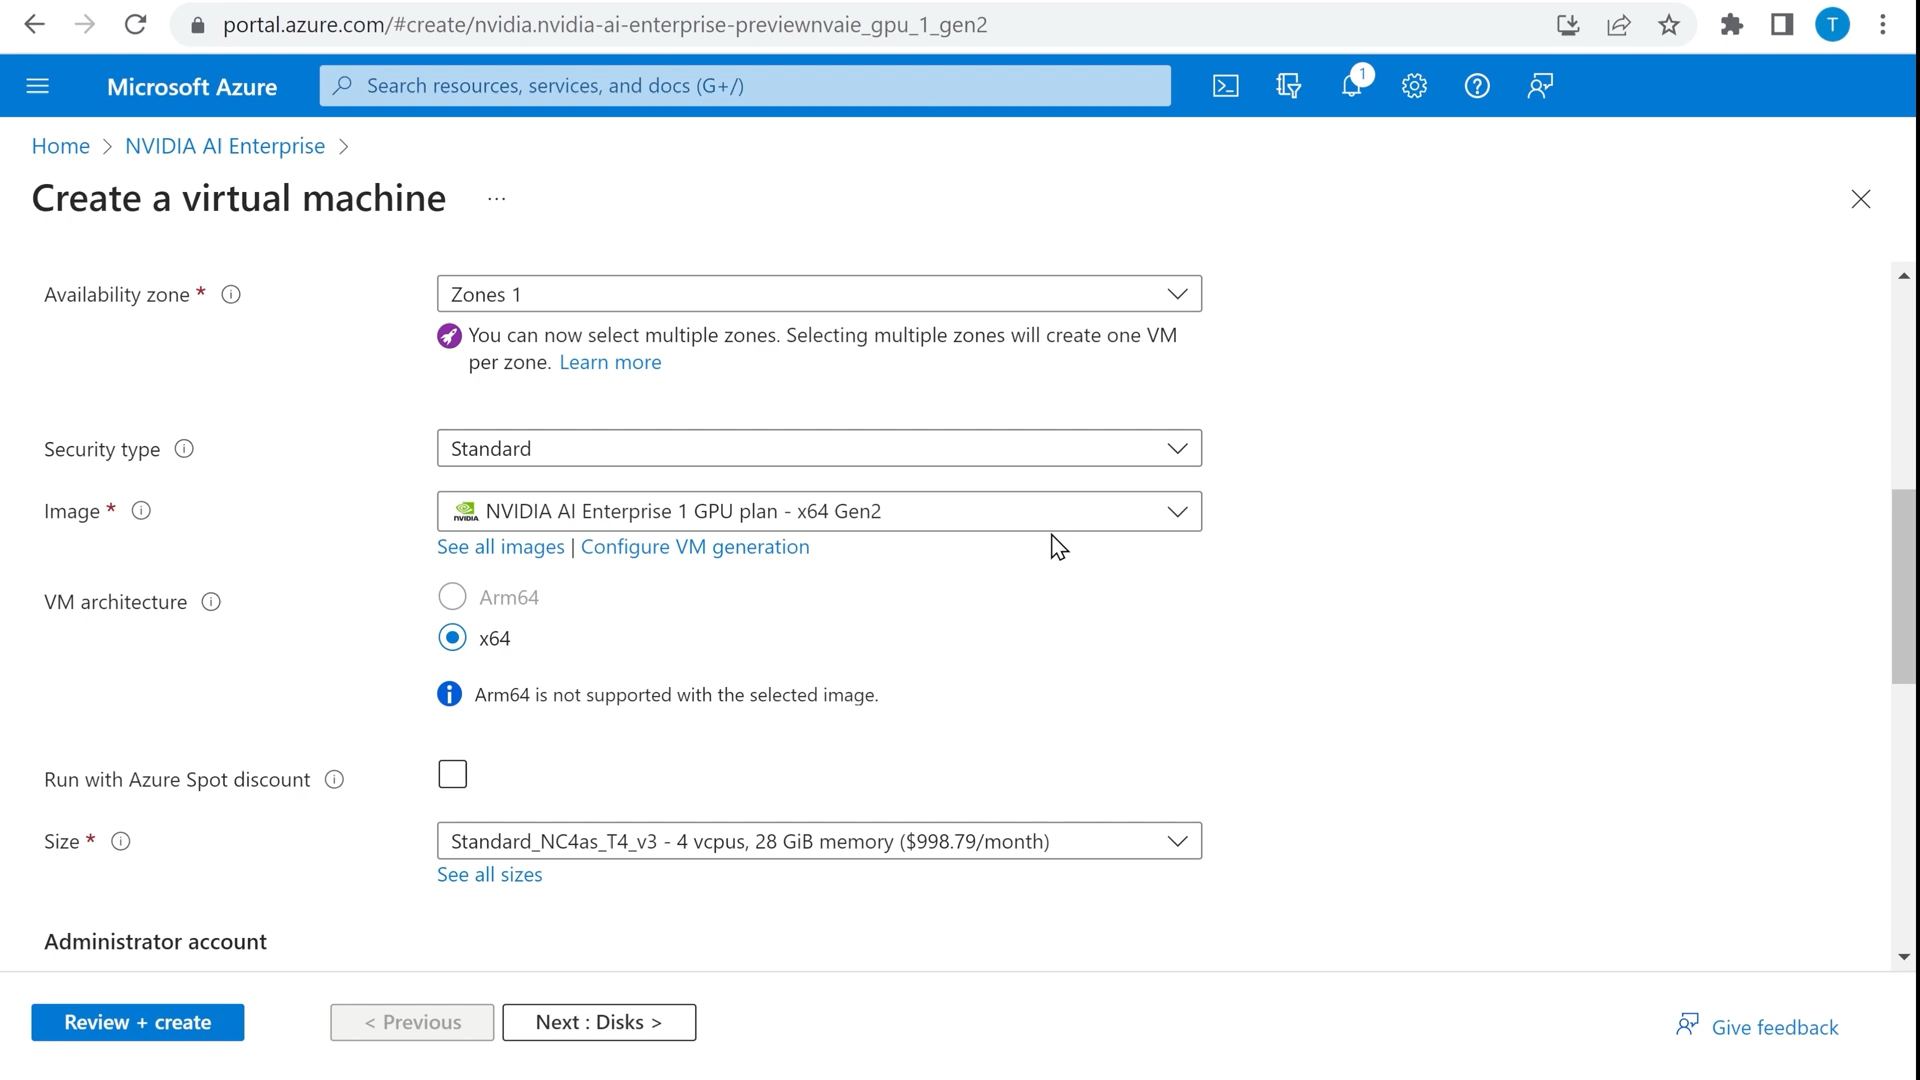 portal.azure.com/#create/nvidia.nvidia-ai-enterprise-previewnvaie_gpu_1_gen2
T
Microsoft Azure
Search resources, services, and docs (G+/)
1
Home > NVIDIA AI Enterprise >
Create a virtual machine ...
Availability zone *
Zones 1
You can now select multiple zones. Selecting multiple zones will create one VM
per zone. Learn more
Security type
Standard
Image *
NVIDIA NVIDIA AI Enterprise 1 GPU plan - x64 Gen2
See all images | Configure VM generation
VM architecture
Arm64
x64
Arm64 is not supported with the selected image.
Run with Azure Spot discount
Size *
Standard_NC4as_T4_v3 - 4 vcpus, 28 GiB memory ($998.79/month)
See all sizes
Administrator account
Review + create
< Previous
Next : Disks >
Give feedback